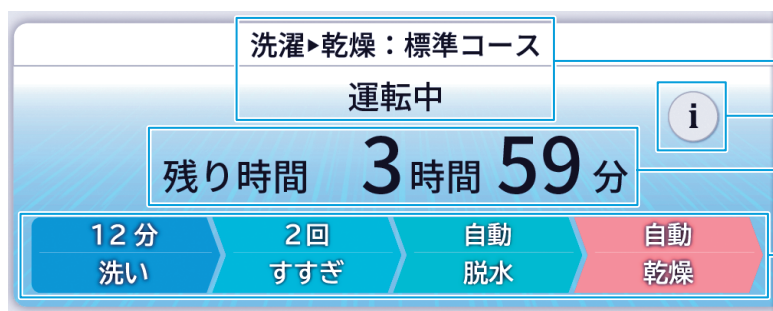 洗濯▶乾燥：標準コース
運転中
i
残り時間 3時間59分
12分 2回 自動 自動
洗い すすぎ 脱水 乾燥